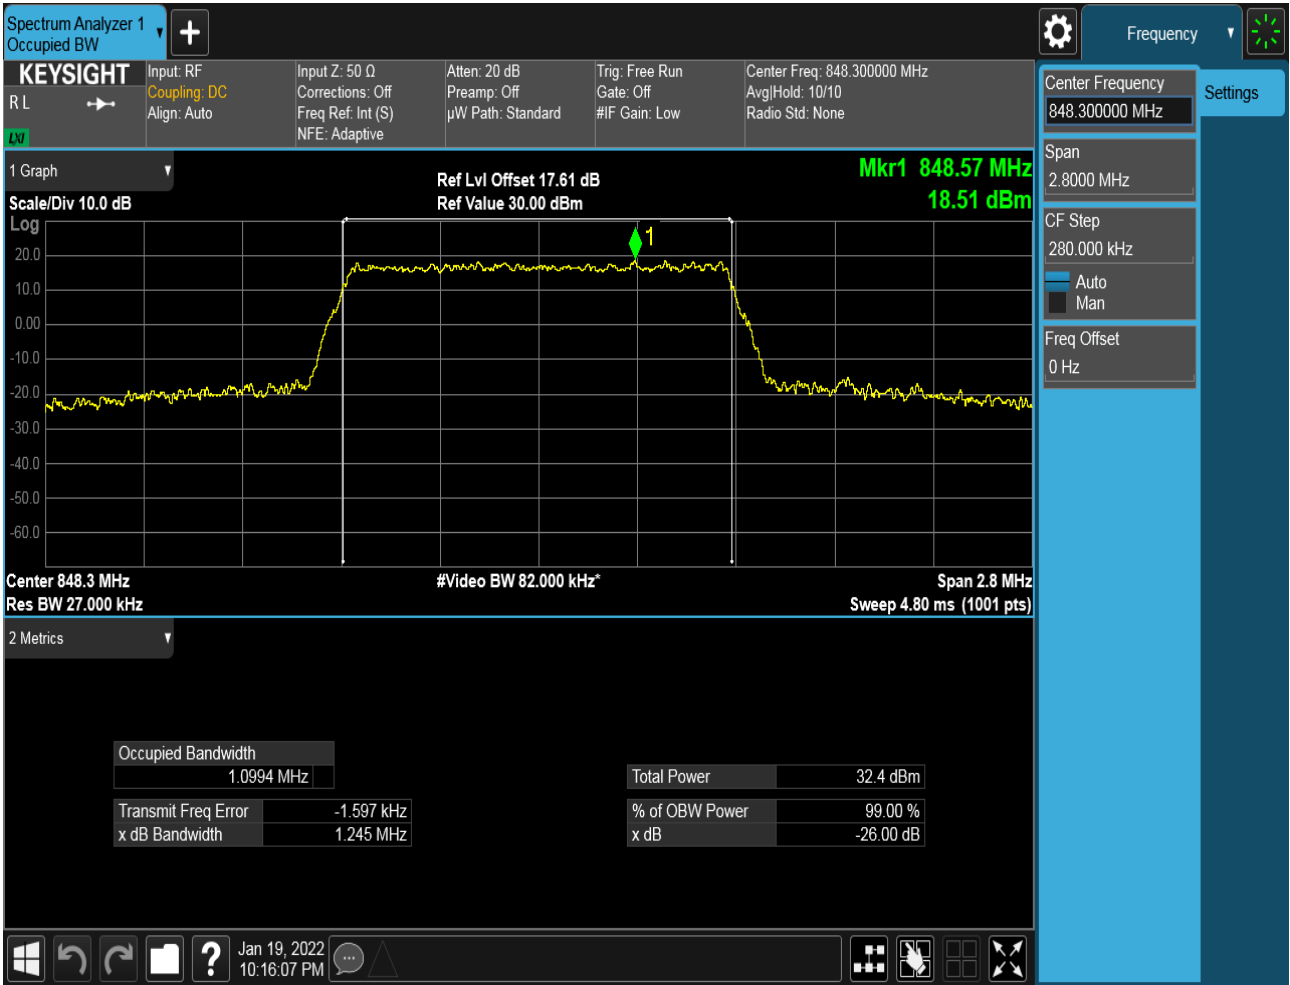 Spectrum Analyzer 1
Occupied BW
+
Frequency
KEYSIGHT
R L
LXI
Input: RF
Coupling: DC
Align: Auto
Input Z: 50 Ω
Corrections: Off
Freq Ref: Int (S)
NFE: Adaptive
Atten: 20 dB
Preamp: Off
µW Path: Standard
Trig: Free Run
Gate: Off
#IF Gain: Low
Center Freq: 848.300000 MHz
Avg|Hold: 10/10
Radio Std: None
Center Frequency
848.300000 MHz
Settings
Span
2.8000 MHz
CF Step
280.000 kHz
Auto
Man
Freq Offset
0 Hz
1 Graph
Scale/Div 10.0 dB
Ref Lvl Offset 17.61 dB
Ref Value 30.00 dBm
Mkr1 848.57 MHz
18.51 dBm
Log
1
20.0
10.0
0.00
-10.0
-20.0
-30.0
-40.0
-50.0
-60.0
Center 848.3 MHz
#Video BW 82.000 kHz*
Span 2.8 MHz
Res BW 27.000 kHz
Sweep 4.80 ms (1001 pts)
2 Metrics
Occupied Bandwidth
1.0994 MHz
Total Power 32.4 dBm
Transmit Freq Error -1.597 kHz
% of OBW Power 99.00 %
x dB Bandwidth 1.245 MHz
x dB -26.00 dB
?
Jan 19, 2022
10:16:07 PM